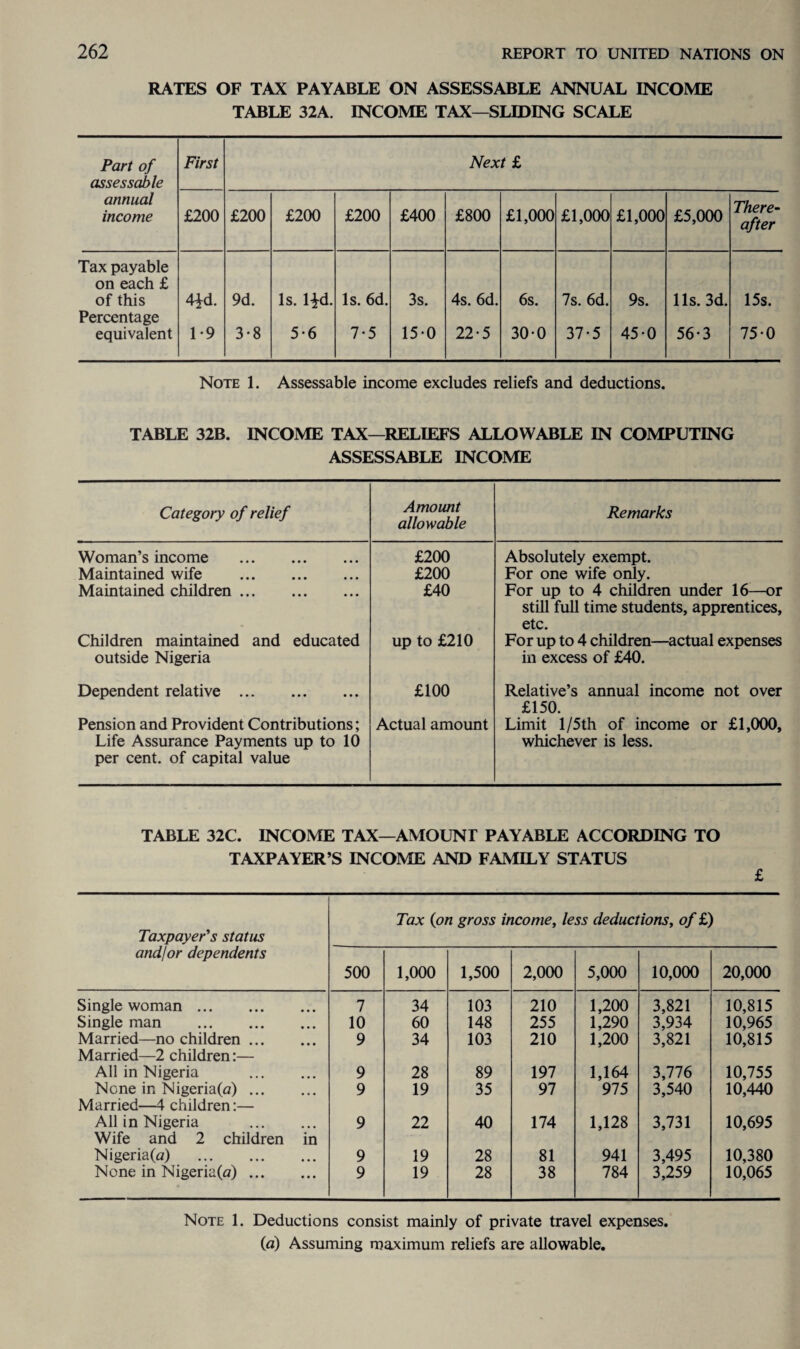 262 REPORT TO UNITED NATIONS ON
RATES OF TAX PAYABLE ON ASSESSABLE ANNUAL INCOME
TABLE 32A. INCOME TAX—SLIDING SCALE
Part of assessable annual income | First | Next £
£200 | £200 | £200 | £200 | £400 | £800 | £1,000 | £1,000 | £1,000 | £5,000 | There-after
Tax payable on each £ of this | 4½d. | 9d. | 1s. 1½d. | 1s. 6d. | 3s. | 4s. 6d. | 6s. | 7s. 6d. | 9s. | 11s. 3d. | 15s.
Percentage equivalent | 1·9 | 3·8 | 5·6 | 7·5 | 15·0 | 22·5 | 30·0 | 37·5 | 45·0 | 56·3 | 75·0
NOTE 1. Assessable income excludes reliefs and deductions.
TABLE 32B. INCOME TAX—RELIEFS ALLOWABLE IN COMPUTING
ASSESSABLE INCOME
Category of relief | Amount allowable | Remarks
Woman's income ... ... ... | £200 | Absolutely exempt.
Maintained wife ... ... ... | £200 | For one wife only.
Maintained children ... ... ... | £40 | For up to 4 children under 16—or
still full time students, apprentices,
etc.
Children maintained and educated | up to £210 | For up to 4 children—actual expenses
outside Nigeria | | in excess of £40.
Dependent relative ... ... ... | £100 | Relative's annual income not over
£150.
Pension and Provident Contributions; | Actual amount | Limit 1/5th of income or £1,000,
Life Assurance Payments up to 10 | | whichever is less.
per cent. of capital value
TABLE 32C. INCOME TAX—AMOUNT PAYABLE ACCORDING TO
TAXPAYER'S INCOME AND FAMILY STATUS
£
Taxpayer's status and/or dependents | Tax (on gross income, less deductions, of £)
500 | 1,000 | 1,500 | 2,000 | 5,000 | 10,000 | 20,000
Single woman ... ... ... | 7 | 34 | 103 | 210 | 1,200 | 3,821 | 10,815
Single man ... ... ... | 10 | 60 | 148 | 255 | 1,290 | 3,934 | 10,965
Married—no children ... ... | 9 | 34 | 103 | 210 | 1,200 | 3,821 | 10,815
Married—2 children:—
All in Nigeria ... ... | 9 | 28 | 89 | 197 | 1,164 | 3,776 | 10,755
None in Nigeria(a) ... ... | 9 | 19 | 35 | 97 | 975 | 3,540 | 10,440
Married—4 children:—
All in Nigeria ... ... | 9 | 22 | 40 | 174 | 1,128 | 3,731 | 10,695
Wife and 2 children in
Nigeria(a) ... ... ... | 9 | 19 | 28 | 81 | 941 | 3,495 | 10,380
None in Nigeria(a) ... ... | 9 | 19 | 28 | 38 | 784 | 3,259 | 10,065
NOTE 1. Deductions consist mainly of private travel expenses.
(a) Assuming maximum reliefs are allowable.